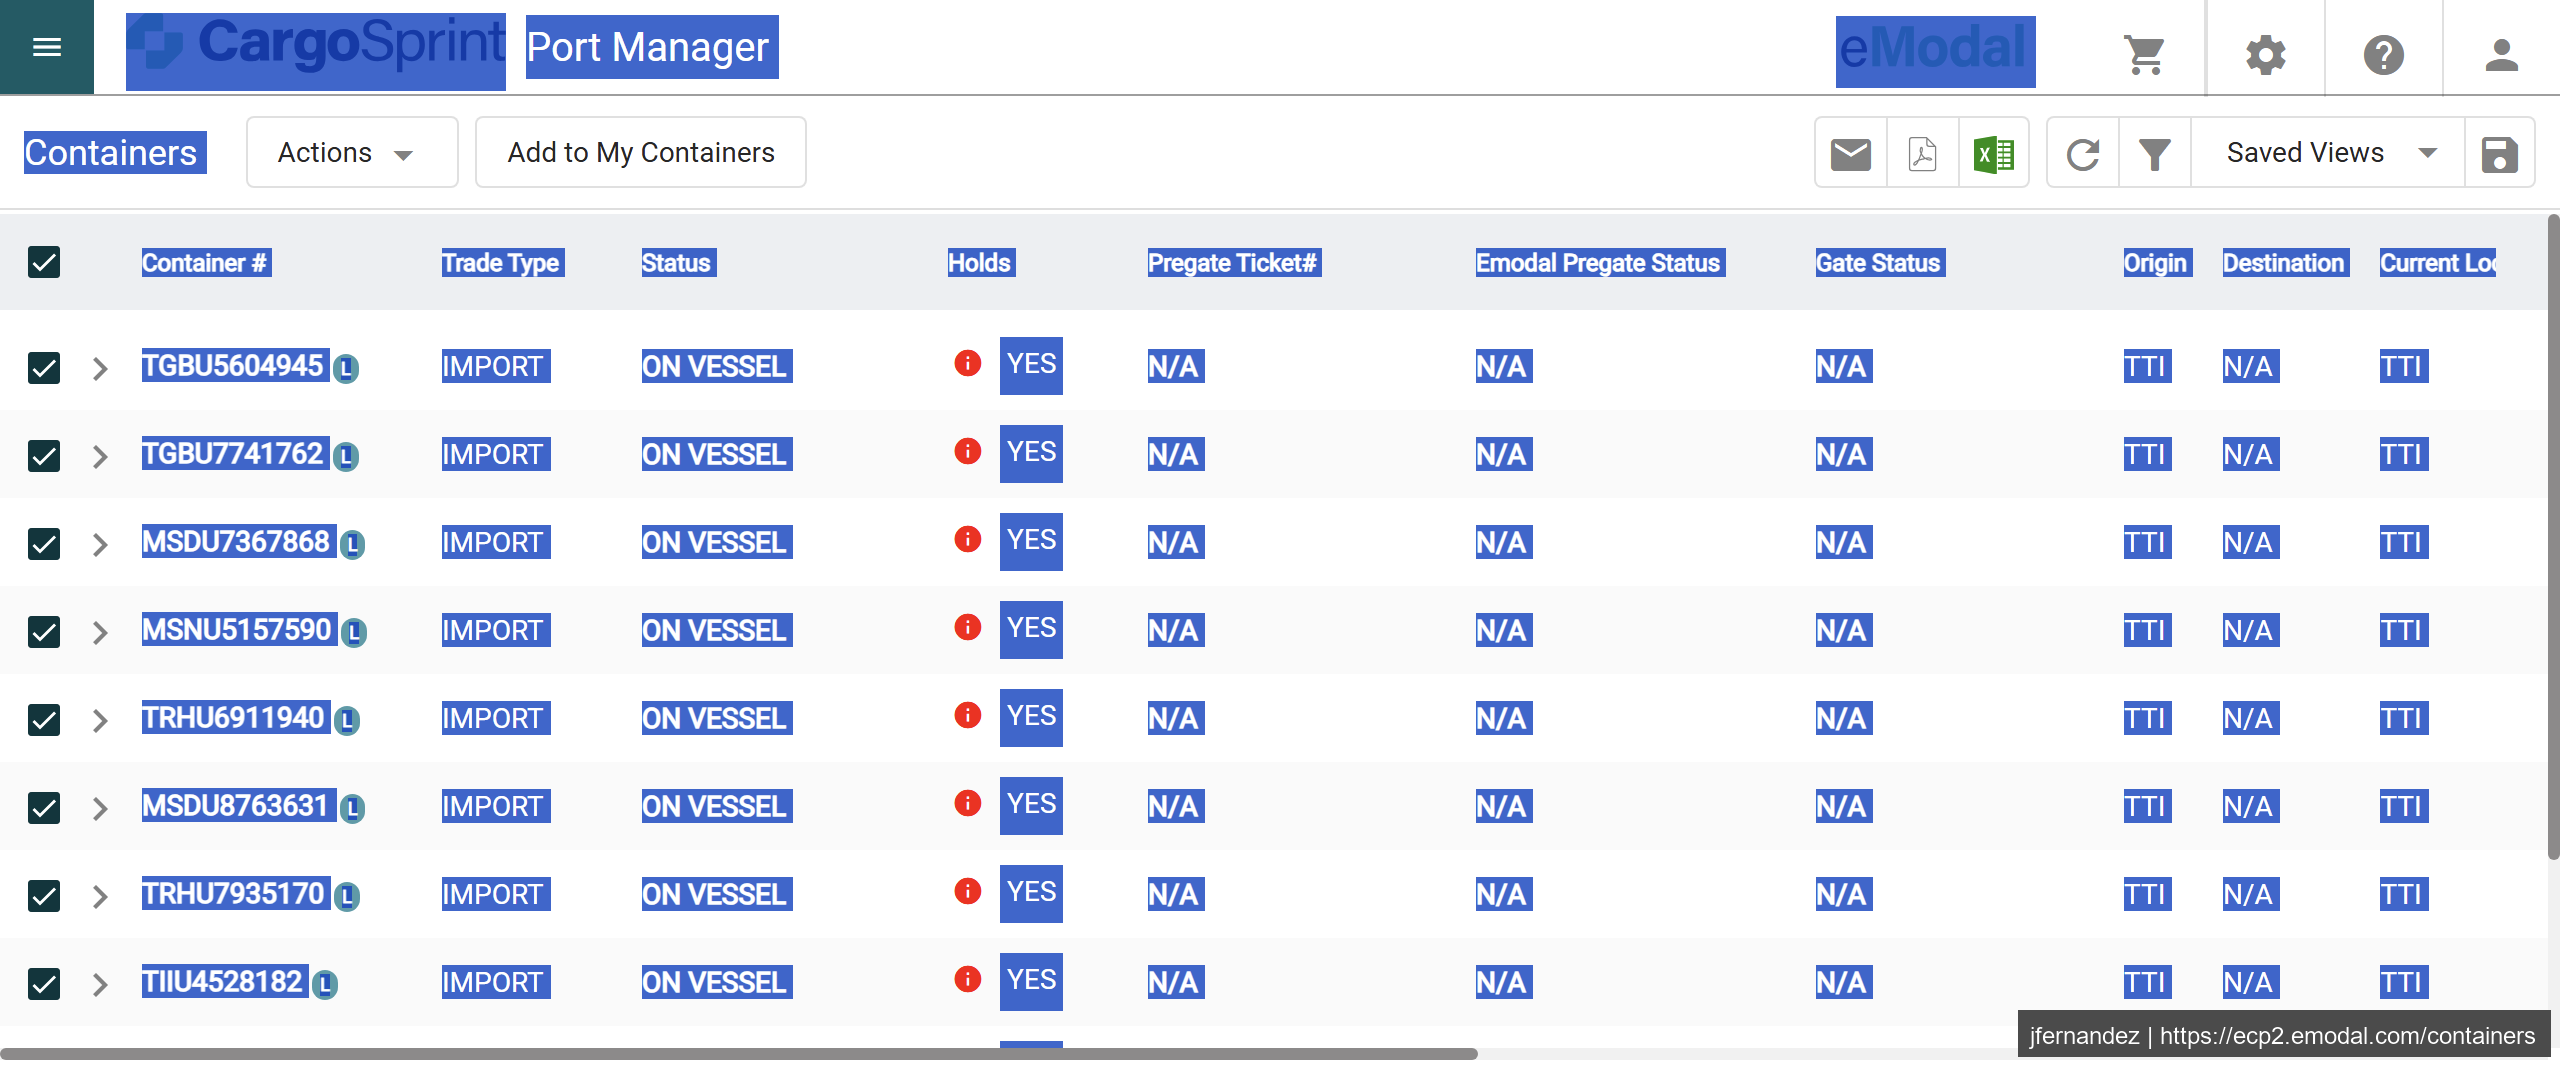 CargoSprint Port Manager eModal
Containers Actions Add to My Containers Saved Views
Container # Trade Type Status Holds Pregate Ticket# Emodal Pregate Status Gate Status Origin Destination Current Loc
TGBU5604945 L IMPORT ON VESSEL YES N/A N/A N/A TTI N/A TTI
TGBU7741762 L IMPORT ON VESSEL YES N/A N/A N/A TTI N/A TTI
MSDU7367868 L IMPORT ON VESSEL YES N/A N/A N/A TTI N/A TTI
MSNU5157590 L IMPORT ON VESSEL YES N/A N/A N/A TTI N/A TTI
TRHU6911940 L IMPORT ON VESSEL YES N/A N/A N/A TTI N/A TTI
MSDU8763631 L IMPORT ON VESSEL YES N/A N/A N/A TTI N/A TTI
TRHU7935170 L IMPORT ON VESSEL YES N/A N/A N/A TTI N/A TTI
TIIU4528182 L IMPORT ON VESSEL YES N/A N/A N/A TTI N/A TTI
jfernandez | https://ecp2.emodal.com/containers